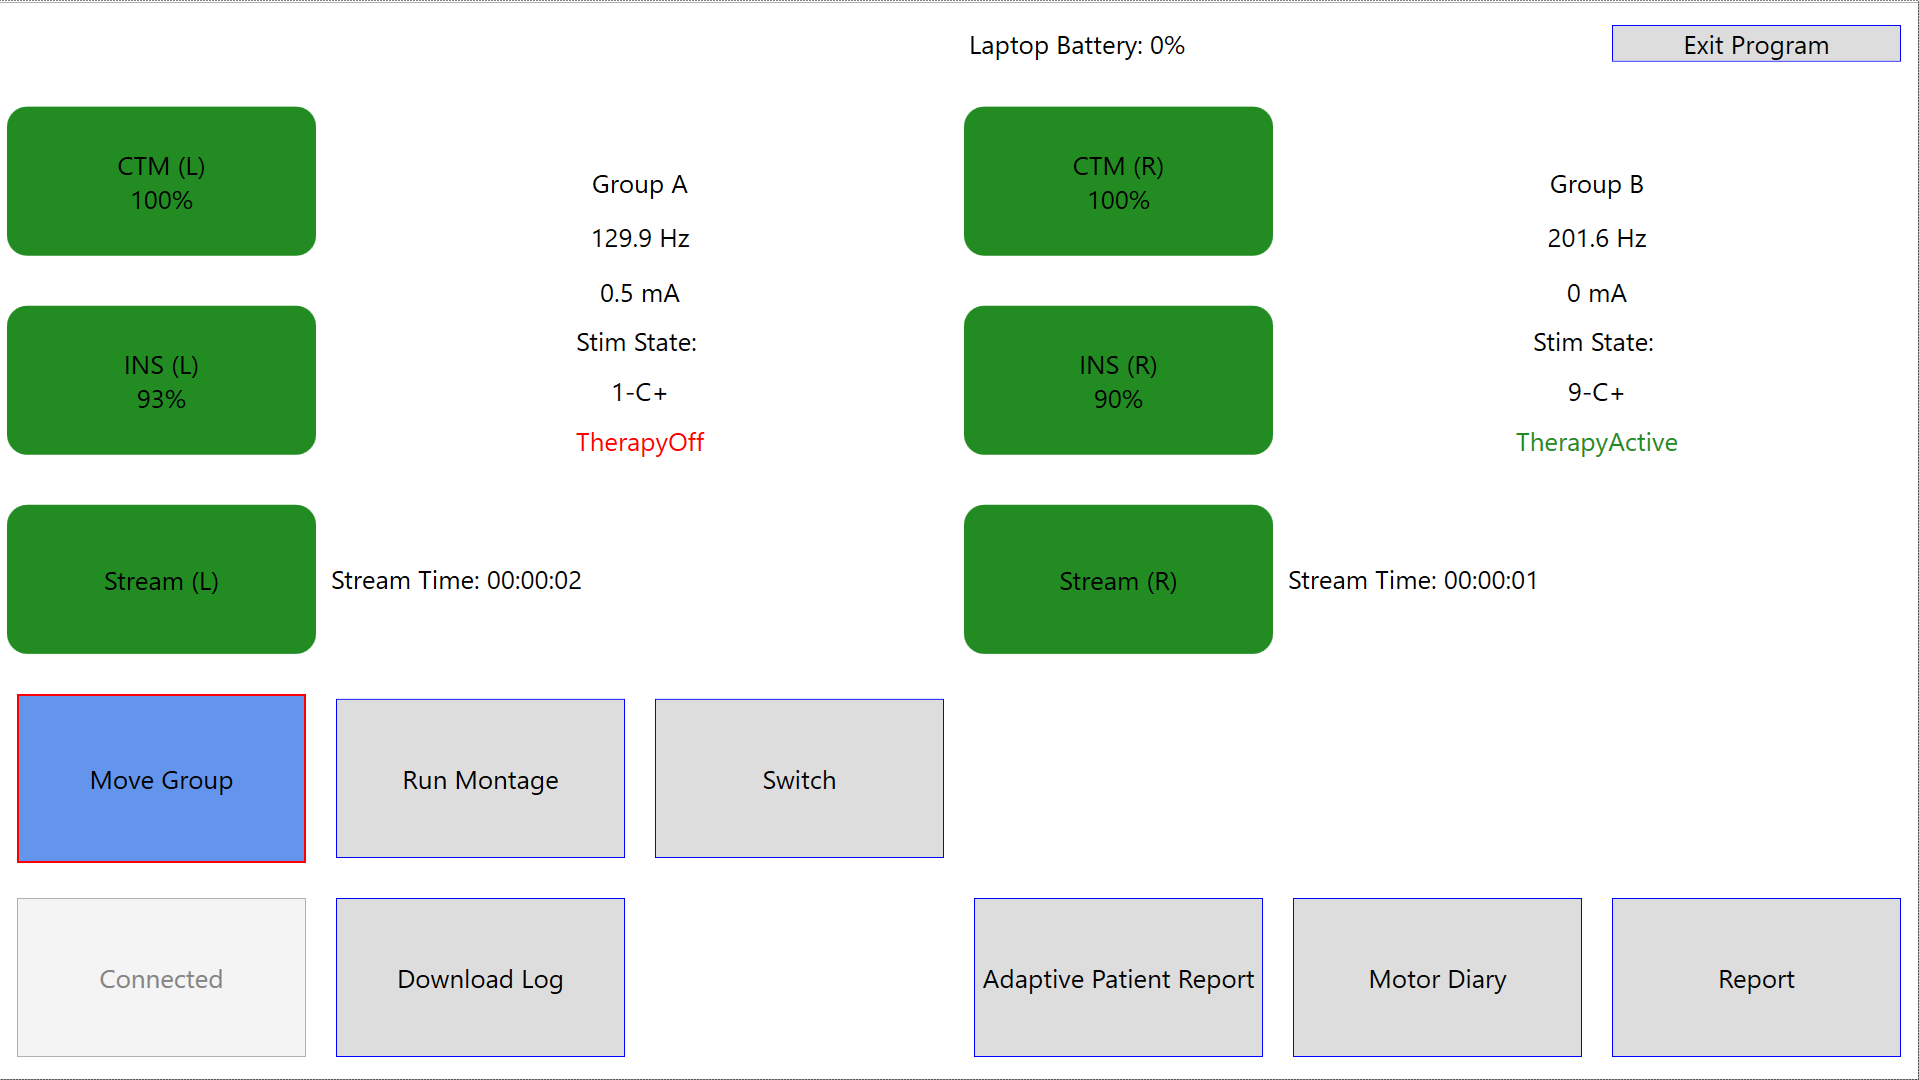 Laptop Battery: 0%
Exit Program
CTM (L)
100%
Group A
129.9 Hz
0.5 mA
Stim State:
1-C+
TherapyOff
INS (L)
93%
CTM (R)
100%
Group B
201.6 Hz
0 mA
Stim State:
9-C+
TherapyActive
INS (R)
90%
Stream (L)
Stream Time: 00:00:02
Stream (R)
Stream Time: 00:00:01
Move Group
Run Montage
Switch
Connected
Download Log
Adaptive Patient Report
Motor Diary
Report